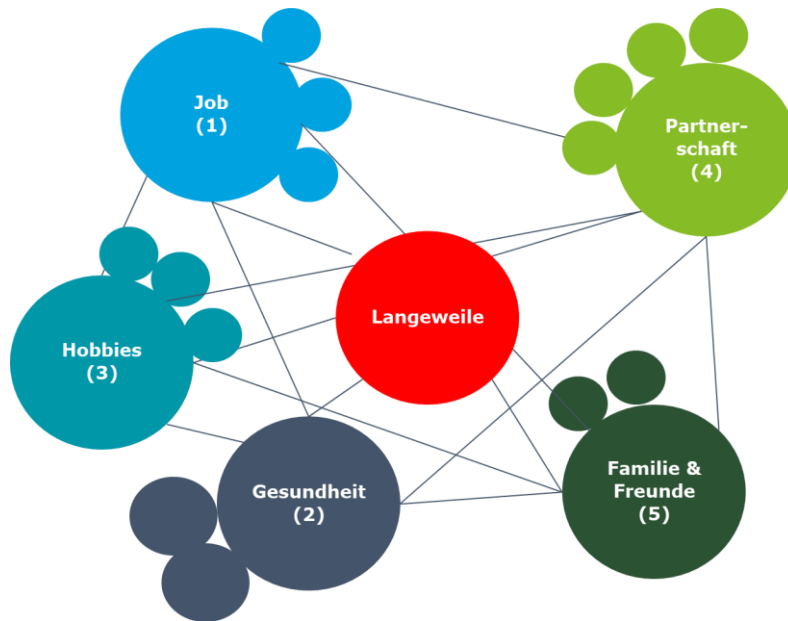 Job
(1)
Partner-
schaft
(4)
Langeweile
Hobbies
(3)
Gesundheit
(2)
Familie &
Freunde
(5)